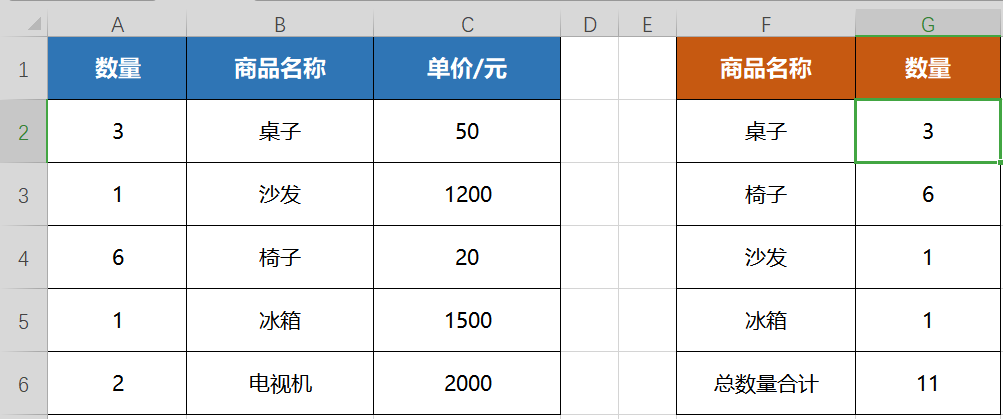 A B C D E F G
1 数量 商品名称 单价/元 商品名称 数量
2 3 桌子 50 桌子 3
3 1 沙发 1200 椅子 6
4 6 椅子 20 沙发 1
5 1 冰箱 1500 冰箱 1
6 2 电视机 2000 总数量合计 11